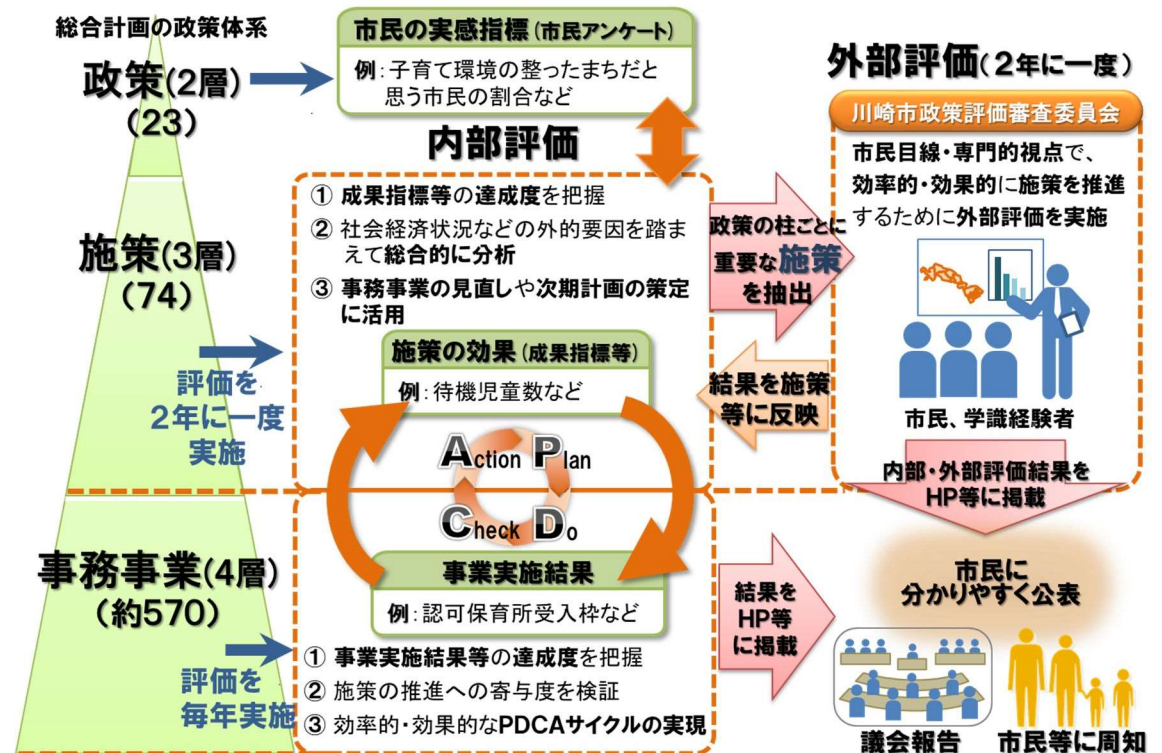 総合計画の政策体系
政策(2層)
(23)
施策(3層)
(74)
評価を
2年に一度
実施
事務事業(4層)
(約570)
評価を
毎年実施
市民の実感指標(市民アンケート)
例:子育て環境の整ったまちだと
思う市民の割合など
内部評価
① 成果指標等の達成度を把握
② 社会経済状況などの外的要因を踏ま
えて総合的に分析
③ 事務事業の見直しや次期計画の策定
に活用
施策の効果(成果指標等)
例:待機児童数など
Action Plan
Check Do
事業実施結果
例:認可保育所受入枠など
① 事業実施結果等の達成度を把握
② 施策の推進への寄与度を検証
③ 効率的・効果的なPDCAサイクルの実現
政策の柱ごとに
重要な施策
を抽出
結果を施策
等に反映
結果を
HP等
に掲載
外部評価(2年に一度)
川崎市政策評価審査委員会
市民目線・専門的視点で、
効率的・効果的に施策を推進
するために外部評価を実施
市民、学識経験者
内部・外部評価結果を
HP等に掲載
市民に
分かりやすく公表
議会報告
市民等に周知